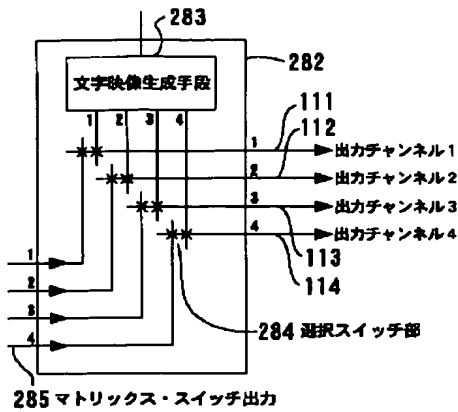 283
282
文字映像生成手段
1 2 3 4
111
112
1 出力チャンネル1
2 出力チャンネル2
3 出力チャンネル3
4 出力チャンネル4
113
114
1
2
3
4
284 選択スイッチ部
285 マトリックス・スイッチ出力